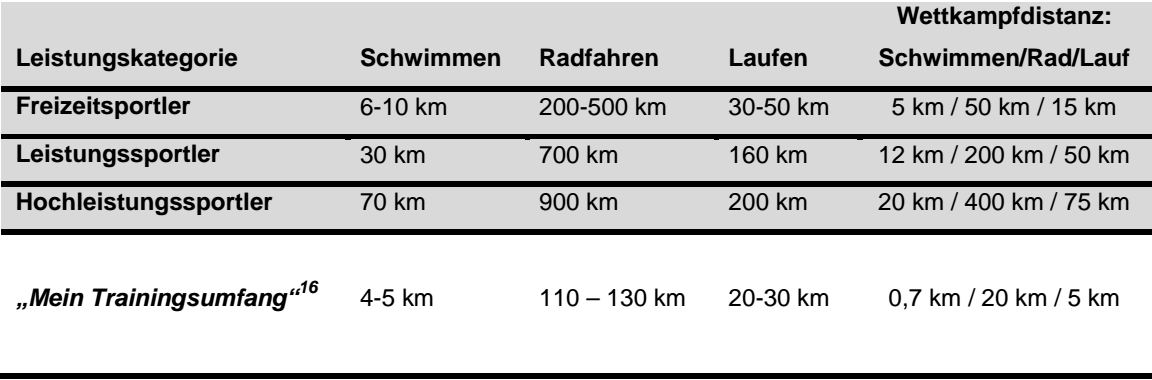 Wettkampfdistanz:
Leistungskategorie Schwimmen Radfahren Laufen Schwimmen/Rad/Lauf
Freizeitsportler 6-10 km 200-500 km 30-50 km 5 km / 50 km / 15 km
Leistungssportler 30 km 700 km 160 km 12 km / 200 km / 50 km
Hochleistungssportler 70 km 900 km 200 km 20 km / 400 km / 75 km
„Mein Trainingsumfang“16 4-5 km 110 – 130 km 20-30 km 0,7 km / 20 km / 5 km